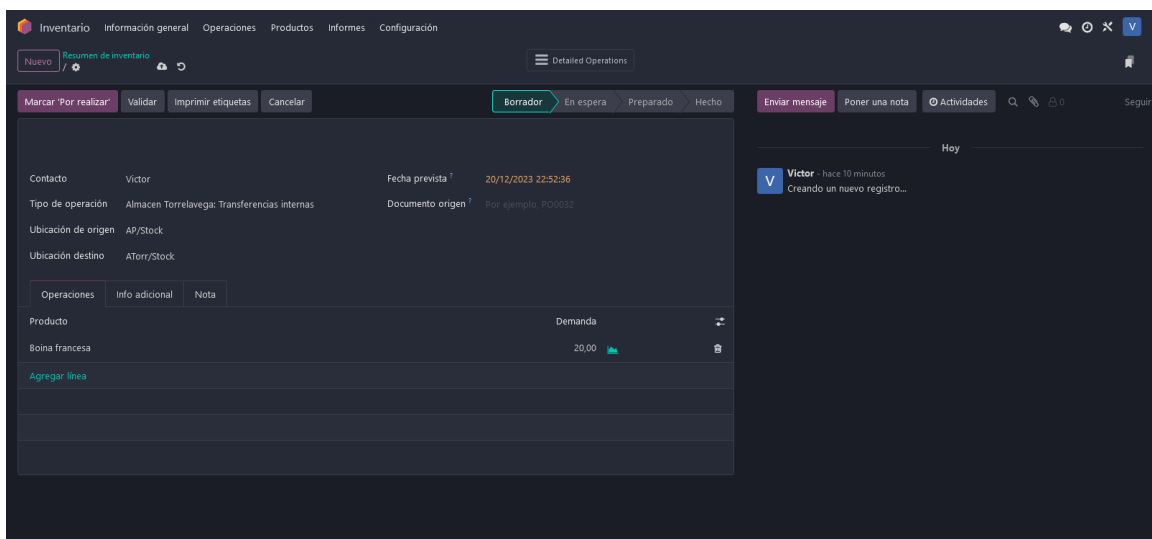 Inventario Información general Operaciones Productos Informes Configuración V
Nuevo Resumen de inventario / Detailed Operations
Marcar 'Por realizar' Validar Imprimir etiquetas Cancelar Borrador En espera Preparado Hecho Enviar mensaje Poner una nota Actividades 0 Seguir
Hoy
Contacto Victor Fecha prevista ? 20/12/2023 22:52:36
V Victor - hace 10 minutos
Creando un nuevo registro...
Tipo de operación Almacen Torrelavega: Transferencias internas Documento origen ? Por ejemplo, PO0032
Ubicación de origen AP/Stock
Ubicación destino ATorr/Stock
Operaciones Info adicional Nota
Producto Demanda
Boina francesa 20,00
Agregar línea